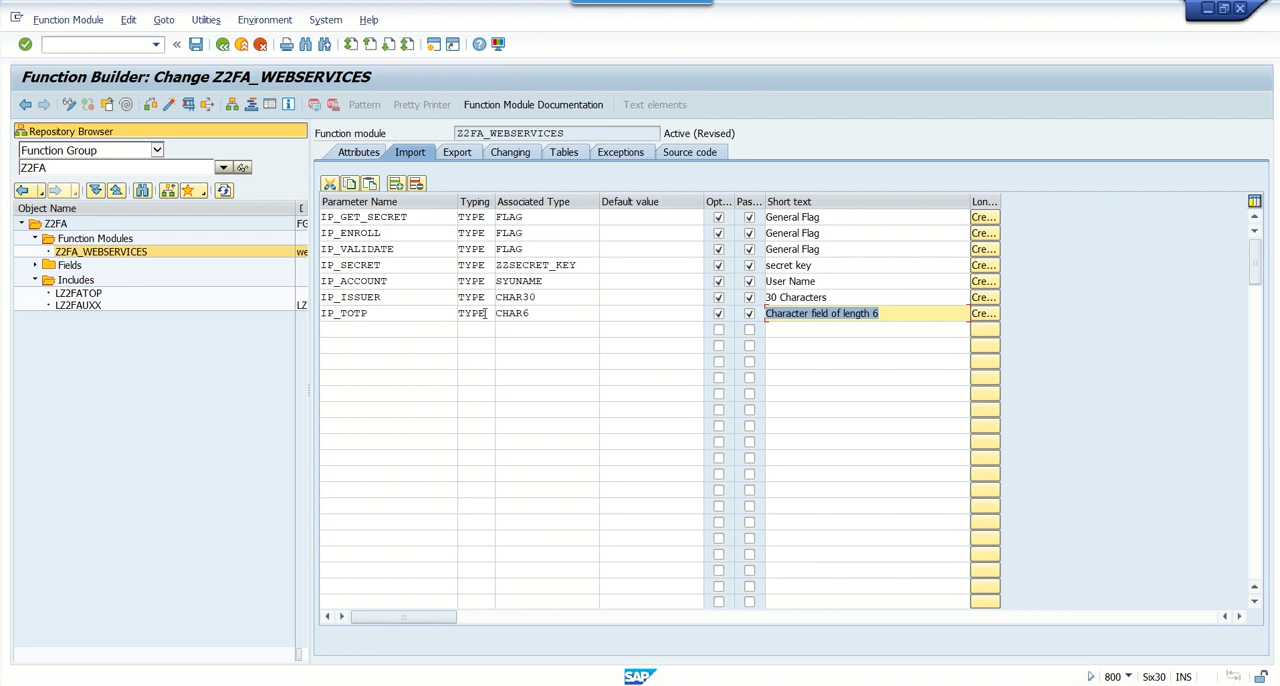 Function Module Edit Goto Utilities Environment System Help
Function Builder: Change Z2FA_WEBSERVICES
Pattern Pretty Printer Function Module Documentation Text elements
Repository Browser
Function Group
Z2FA
Object Name
Z2FA FG
Function Modules
Z2FA_WEBSERVICES we
Fields
Includes
LZ2FATOP
LZ2FAUXX LZ
Function module Z2FA_WEBSERVICES Active (Revised)
Attributes Import Export Changing Tables Exceptions Source code
Parameter Name Typing Associated Type Default value Opt... Pas... Short text Lon...
IP_GET_SECRET TYPE FLAG General Flag Cre...
IP_ENROLL TYPE FLAG General Flag Cre...
IP_VALIDATE TYPE FLAG General Flag Cre...
IP_SECRET TYPE ZZSECRET_KEY secret key Cre...
IP_ACCOUNT TYPE SYUNAME User Name Cre...
IP_ISSUER TYPE CHAR30 30 Characters Cre...
IP_TOTP TYPE CHAR6 Character field of length 6 Cre...
SAP
800 Six30 INS